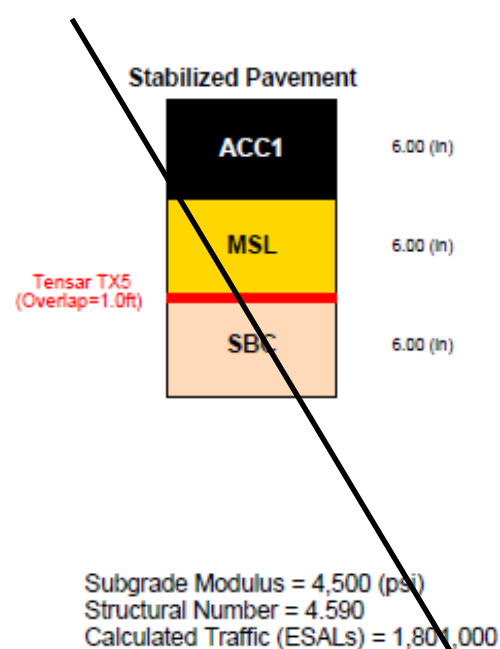 Stabilized Pavement
ACC1 6.00 (in)
MSL 6.00 (in)
Tensar TX5
(Overlap=1.0ft)
SBC 6.00 (in)
Subgrade Modulus = 4,500 (psi)
Structural Number = 4.590
Calculated Traffic (ESALs) = 1,801,000